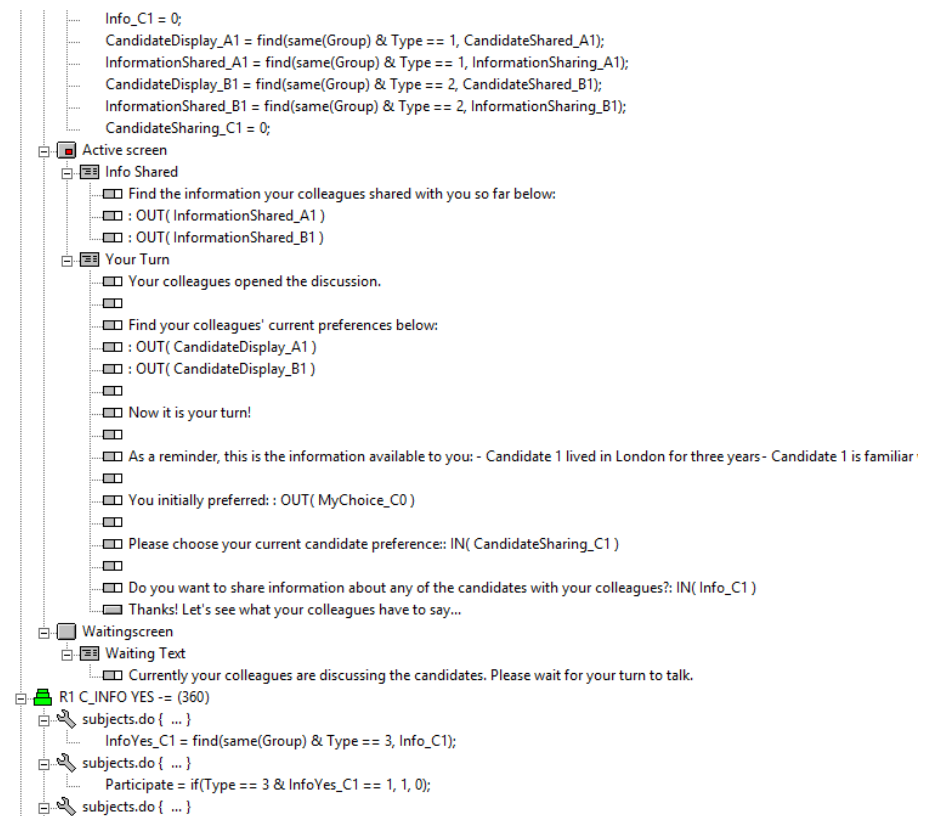 Info_C1 = 0;
CandidateDisplay_A1 = find(same(Group) & Type == 1, CandidateShared_A1);
InformationShared_A1 = find(same(Group) & Type == 1, InformationSharing_A1);
CandidateDisplay_B1 = find(same(Group) & Type == 2, CandidateShared_B1);
InformationShared_B1 = find(same(Group) & Type == 2, InformationSharing_B1);
CandidateSharing_C1 = 0;
Active screen
Info Shared
Find the information your colleagues shared with you so far below:
: OUT( InformationShared_A1 )
: OUT( InformationShared_B1 )
Your Turn
Your colleagues opened the discussion.
Find your colleagues' current preferences below:
: OUT( CandidateDisplay_A1 )
: OUT( CandidateDisplay_B1 )
Now it is your turn!
As a reminder, this is the information available to you: - Candidate 1 lived in London for three years- Candidate 1 is familiar
You initially preferred: : OUT( MyChoice_C0 )
Please choose your current candidate preference:: IN( CandidateSharing_C1 )
Do you want to share information about any of the candidates with your colleagues?: IN( Info_C1 )
Thanks! Let's see what your colleagues have to say...
Waitingscreen
Waiting Text
Currently your colleagues are discussing the candidates. Please wait for your turn to talk.
R1 C_INFO YES -= (360)
subjects.do { ... }
InfoYes_C1 = find(same(Group) & Type == 3, Info_C1);
subjects.do { ... }
Participate = if(Type == 3 & InfoYes_C1 == 1, 1, 0);
subjects.do { ... }